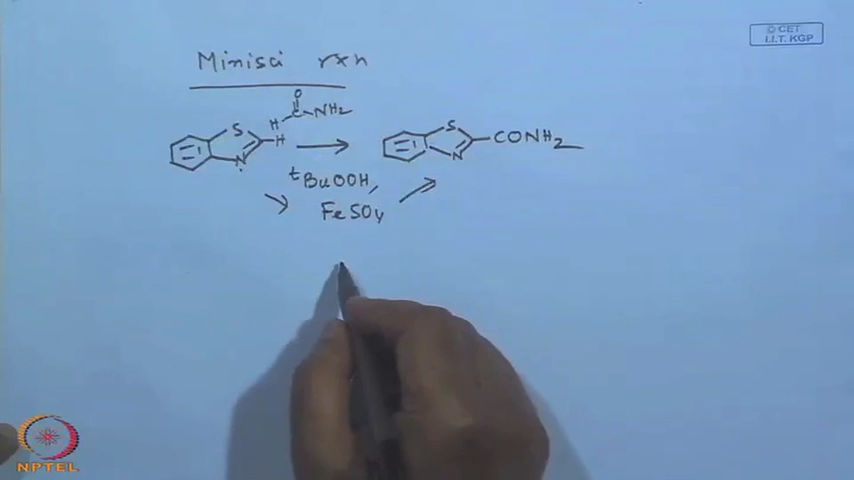 © CET
I.I.T. KGP
Minisci rxn
O
H C NH₂
S H N
S CONH₂ N
ᵗBuOOH,
FeSO₄
NPTEL